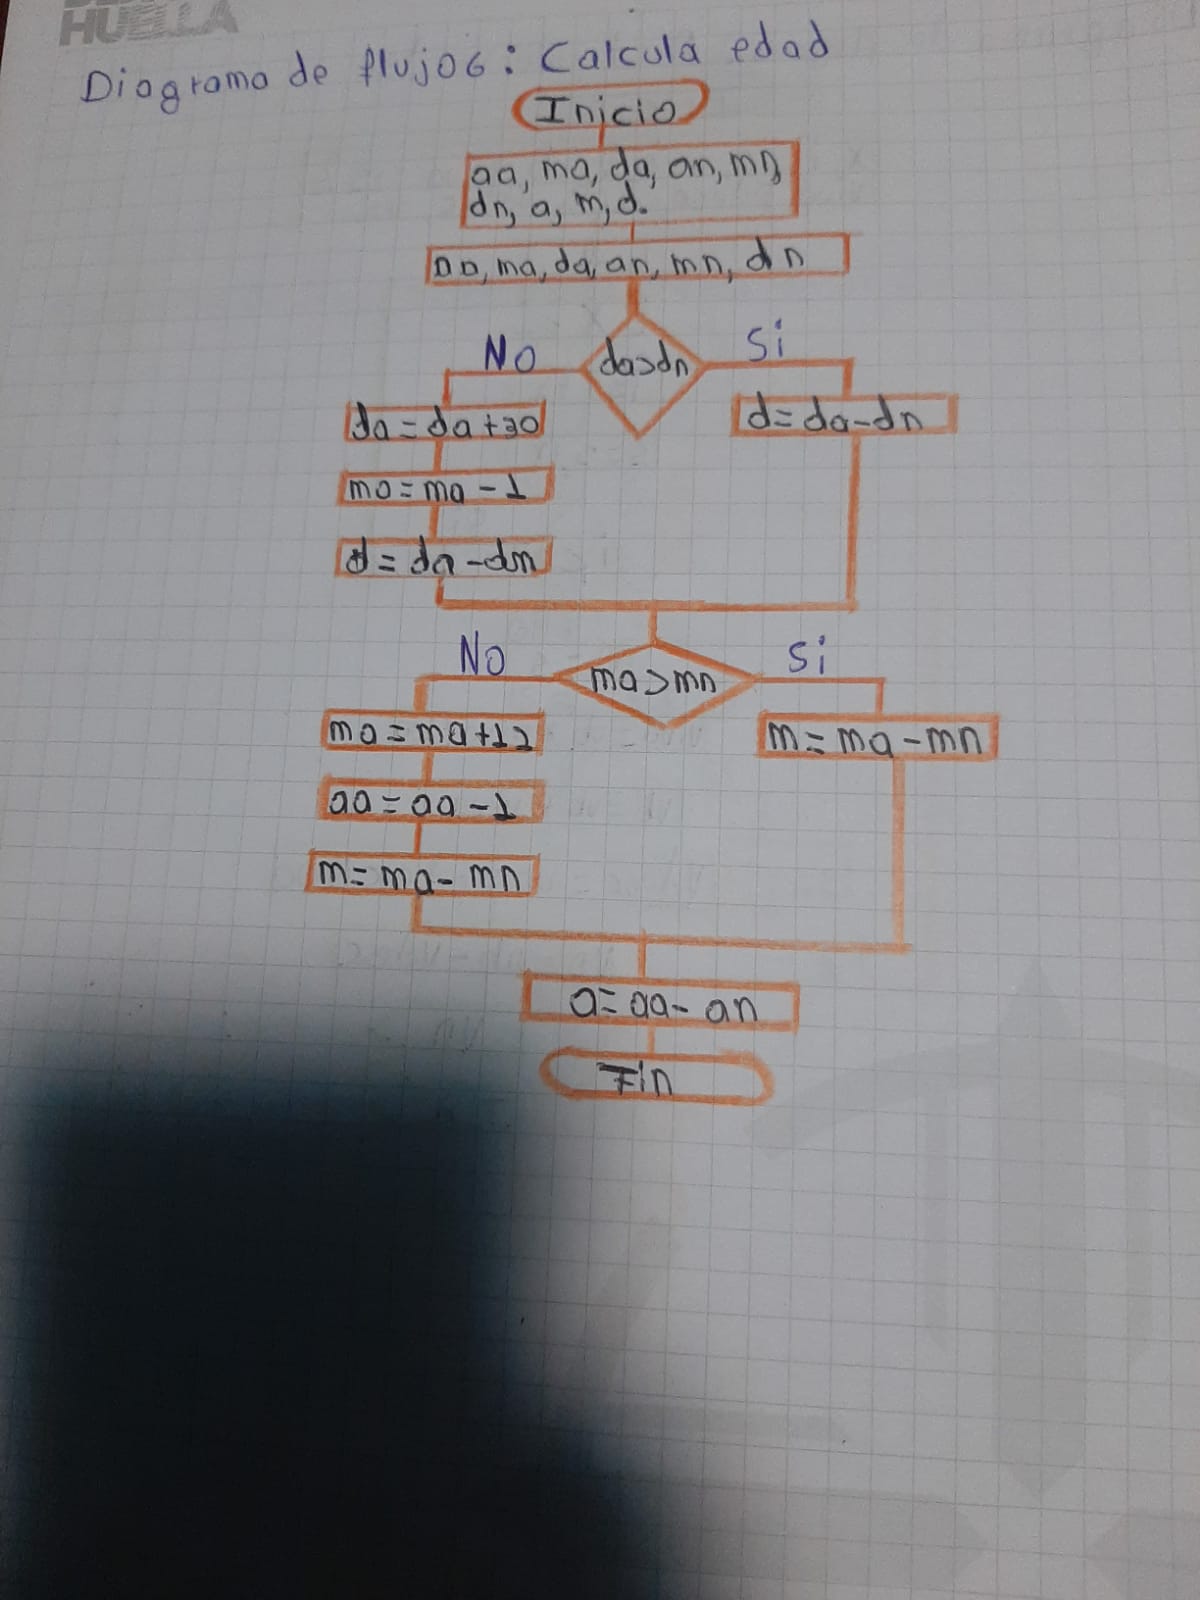 HUELLA
Diagrama de flujos: Calcula edad
Inicio
aa, ma, da, an, mn,
dn, a, m, d.
aa, ma, da, an, mn, dn
da>dn
No
Si
da = da +30
ma = ma - 1
d = da - dn
d = da - dn
ma > mn
No
Si
ma = ma +12
aa = aa - 1
m = ma - mn
m = ma - mn
a = aa - an
Fin